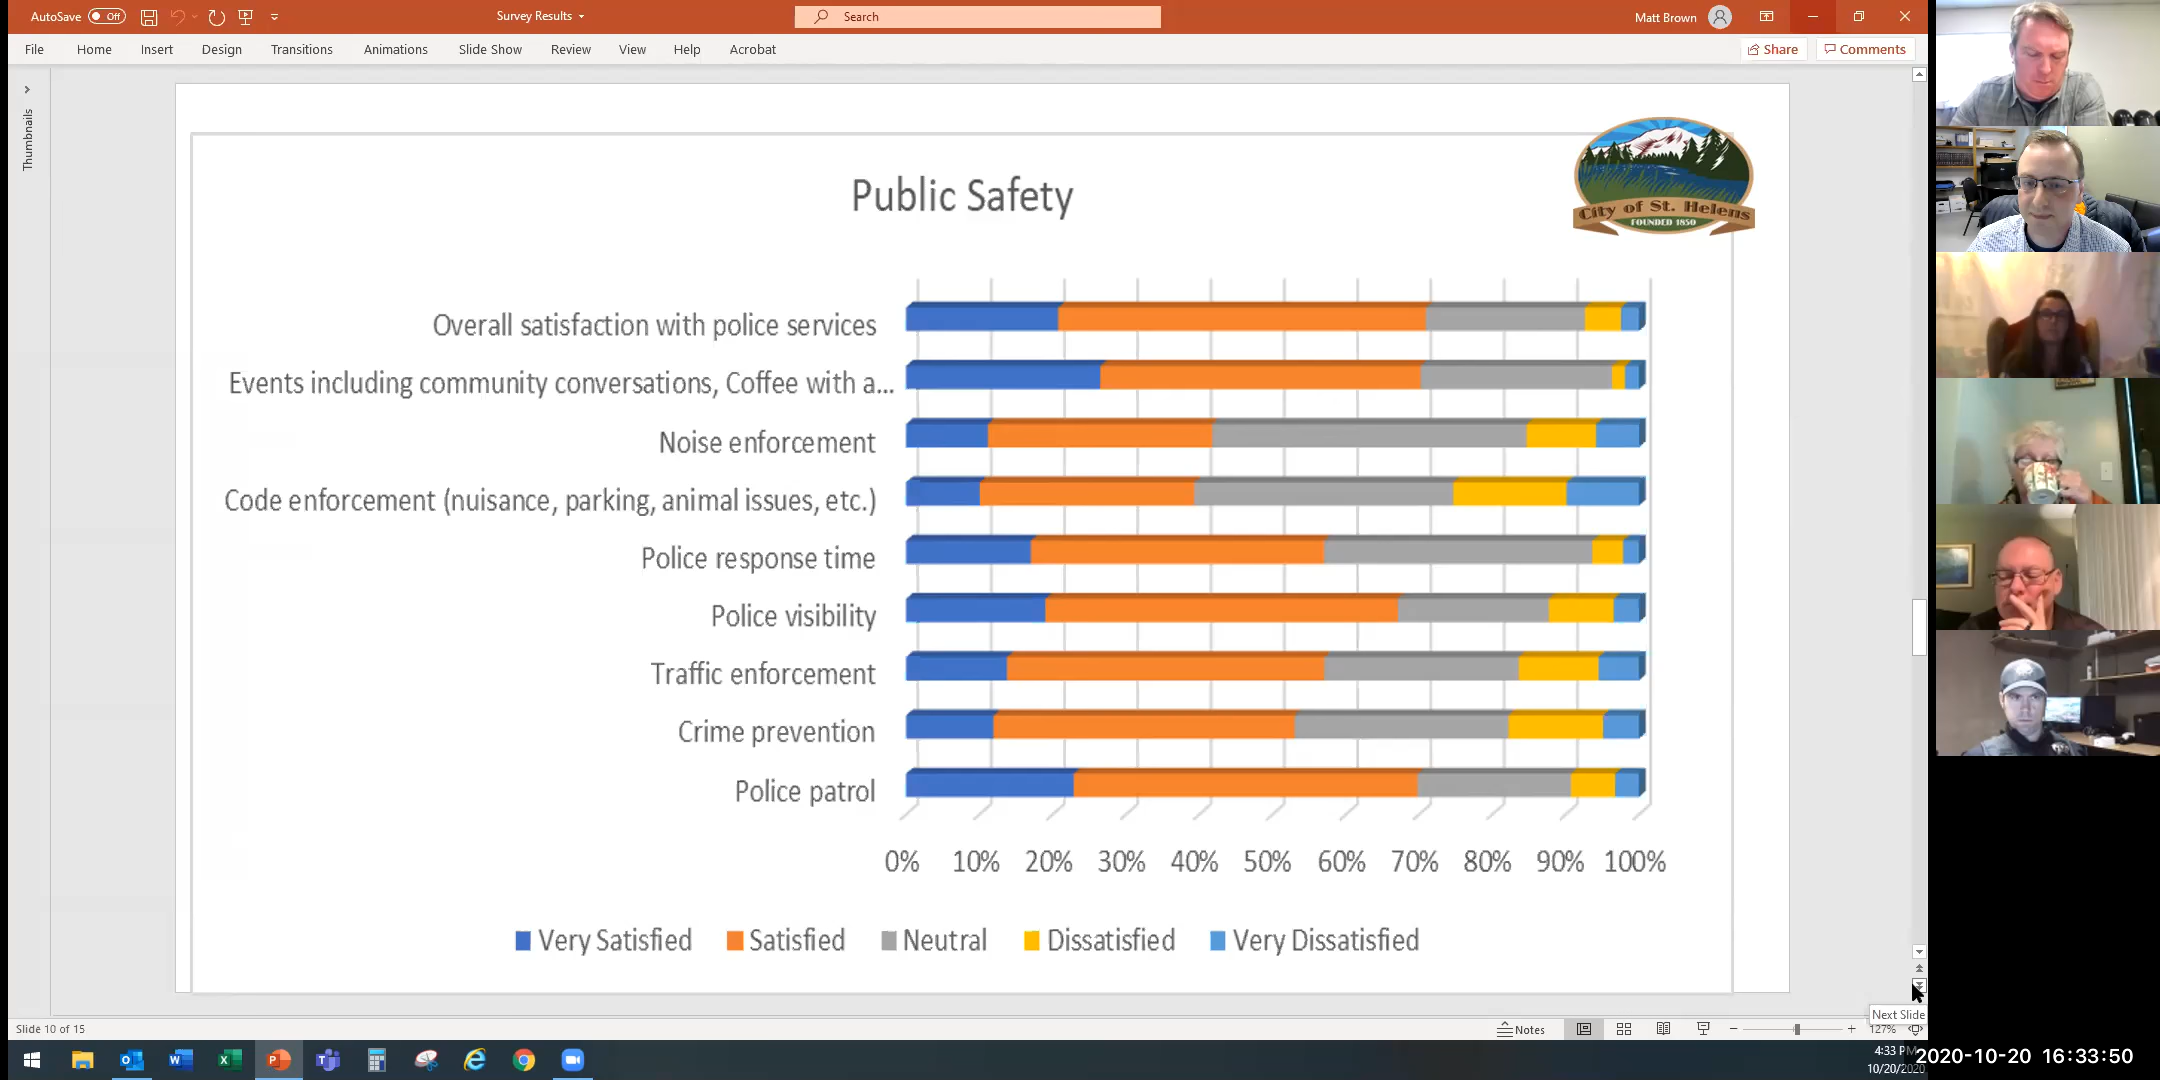 AutoSave Off
Survey Results
Search
Matt Brown
File Home Insert Design Transitions Animations Slide Show Review View Help Acrobat
Share Comments
Thumbnails
City of St. Helens
FOUNDED 1850
Public Safety
Overall satisfaction with police services
Events including community conversations, Coffee with a...
Noise enforcement
Code enforcement (nuisance, parking, animal issues, etc.)
Police response time
Police visibility
Traffic enforcement
Crime prevention
Police patrol
0% 10% 20% 30% 40% 50% 60% 70% 80% 90% 100%
Very Satisfied Satisfied Neutral Dissatisfied Very Dissatisfied
Next Slide
Slide 10 of 15
Notes
127%
4:33 PM
10/20/2020
2020-10-20 16:33:50